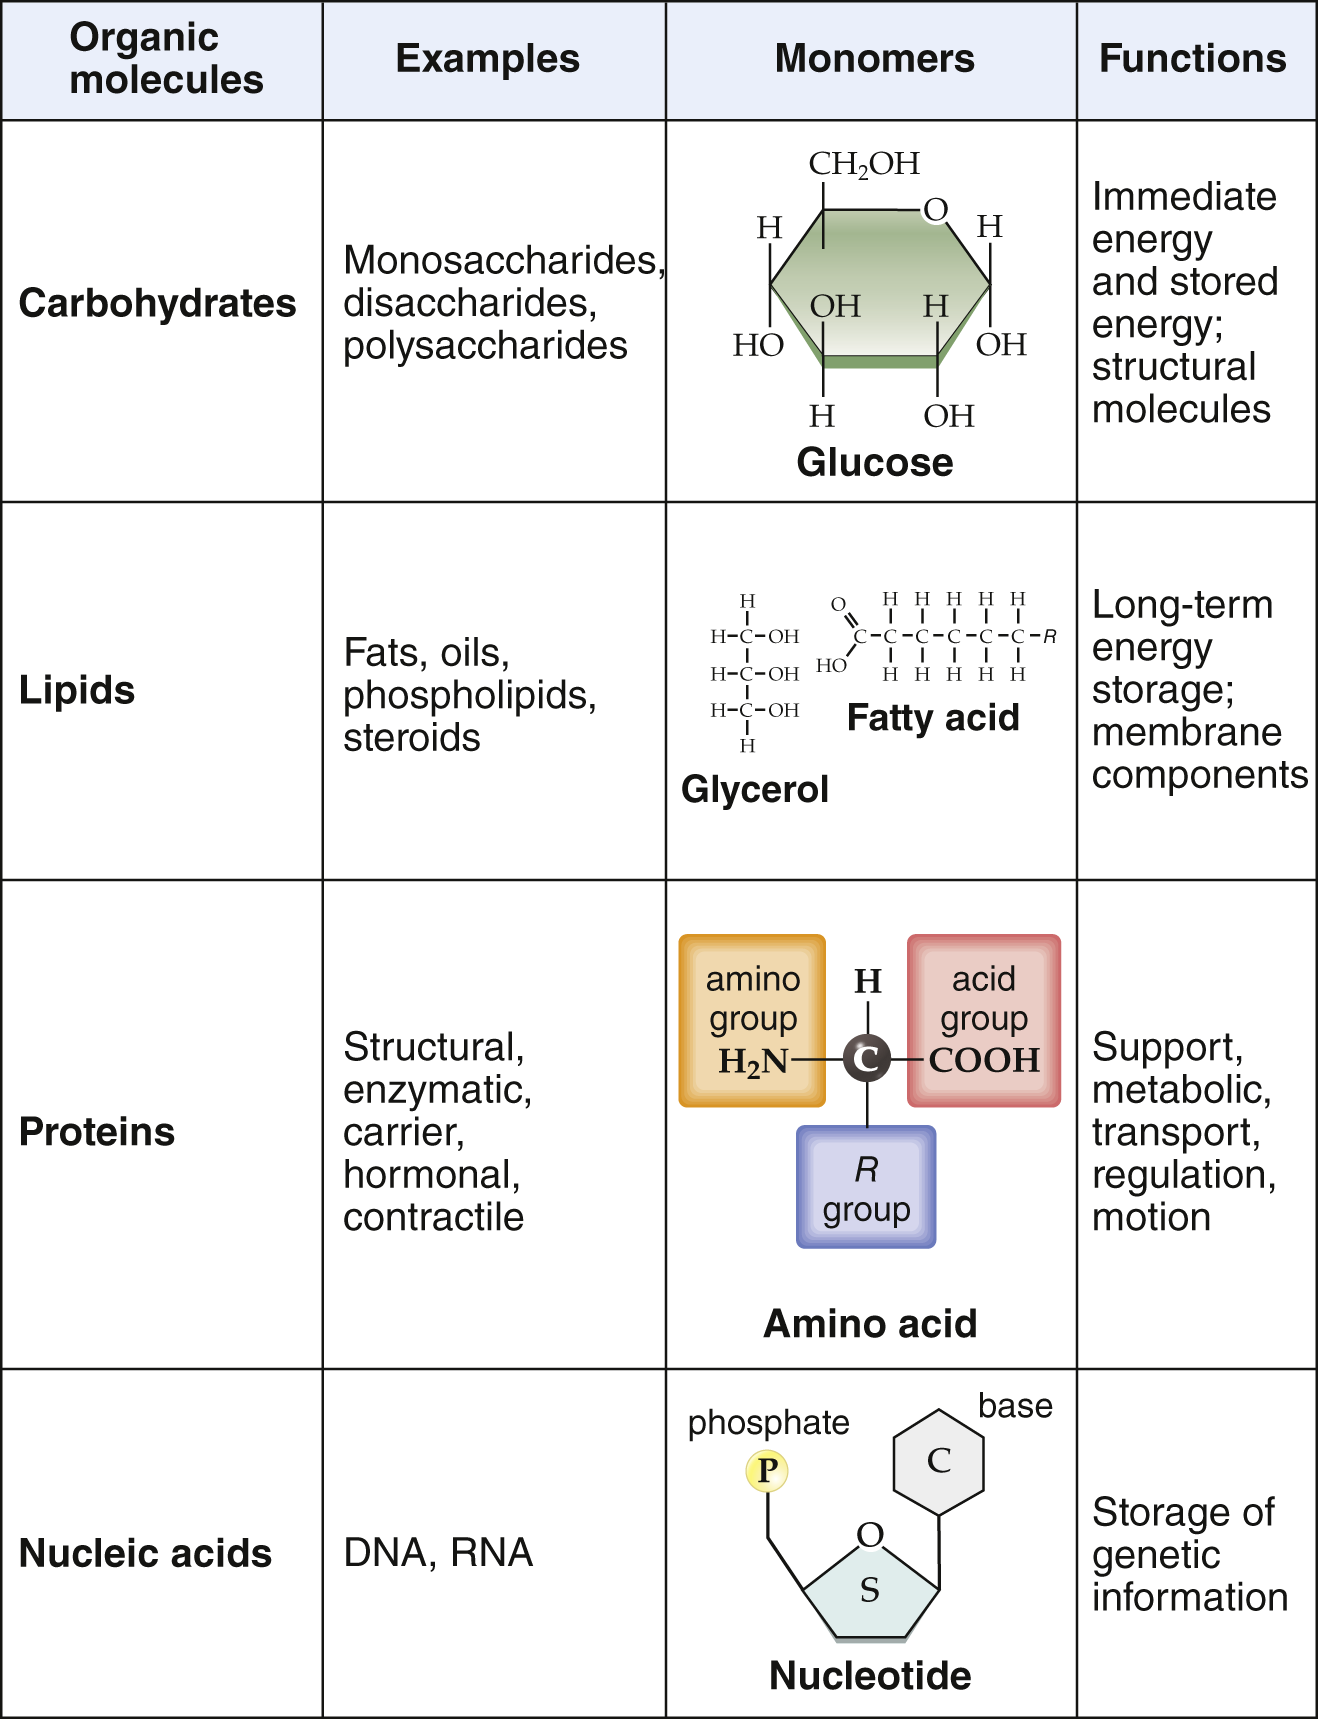 Organic
molecules
Examples
Monomers
Functions
Carbohydrates
Monosaccharides,
disaccharides,
polysaccharides
CH₂OH
O
H
H
OH
H
HO
OH
H
OH
Glucose
Immediate
energy
and stored
energy;
structural
molecules
Lipids
Fats, oils,
phospholipids,
steroids
H
H–C–OH
H–C–OH
H–C–OH
H
Glycerol
O
H H H H H
C–C–C–C–C–C–R
HO
H H H H H
Fatty acid
Long-term
energy
storage;
membrane
components
Proteins
Structural,
enzymatic,
carrier,
hormonal,
contractile
amino
group
H₂N
H
C
acid
group
COOH
R
group
Amino acid
Support,
metabolic,
transport,
regulation,
motion
Nucleic acids
DNA, RNA
phosphate
P
base
C
O
S
Nucleotide
Storage of
genetic
information